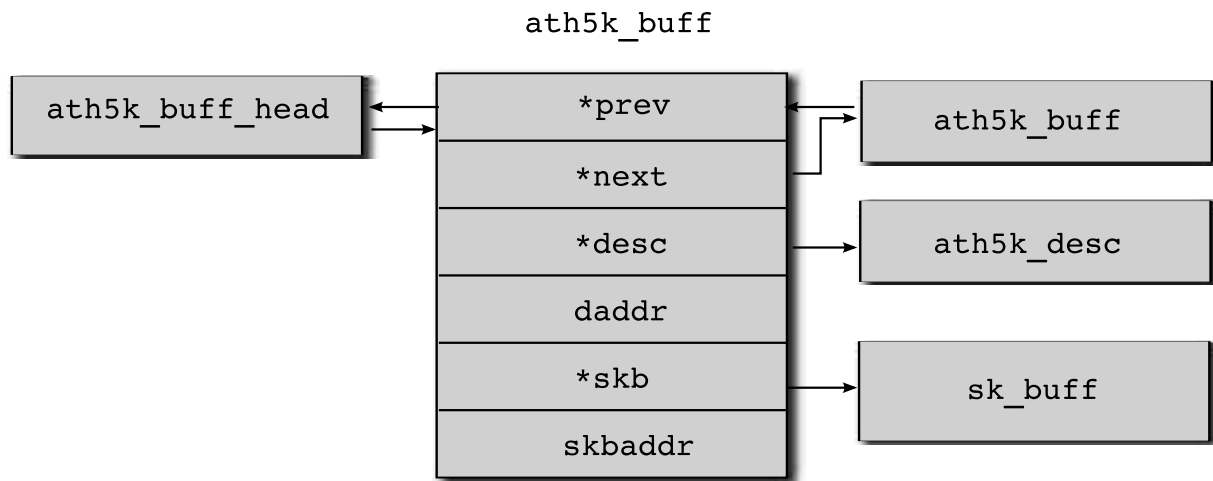 ath5k_buff
ath5k_buff_head
*prev
ath5k_buff
*next
*desc
ath5k_desc
daddr
*skb
sk_buff
skbaddr